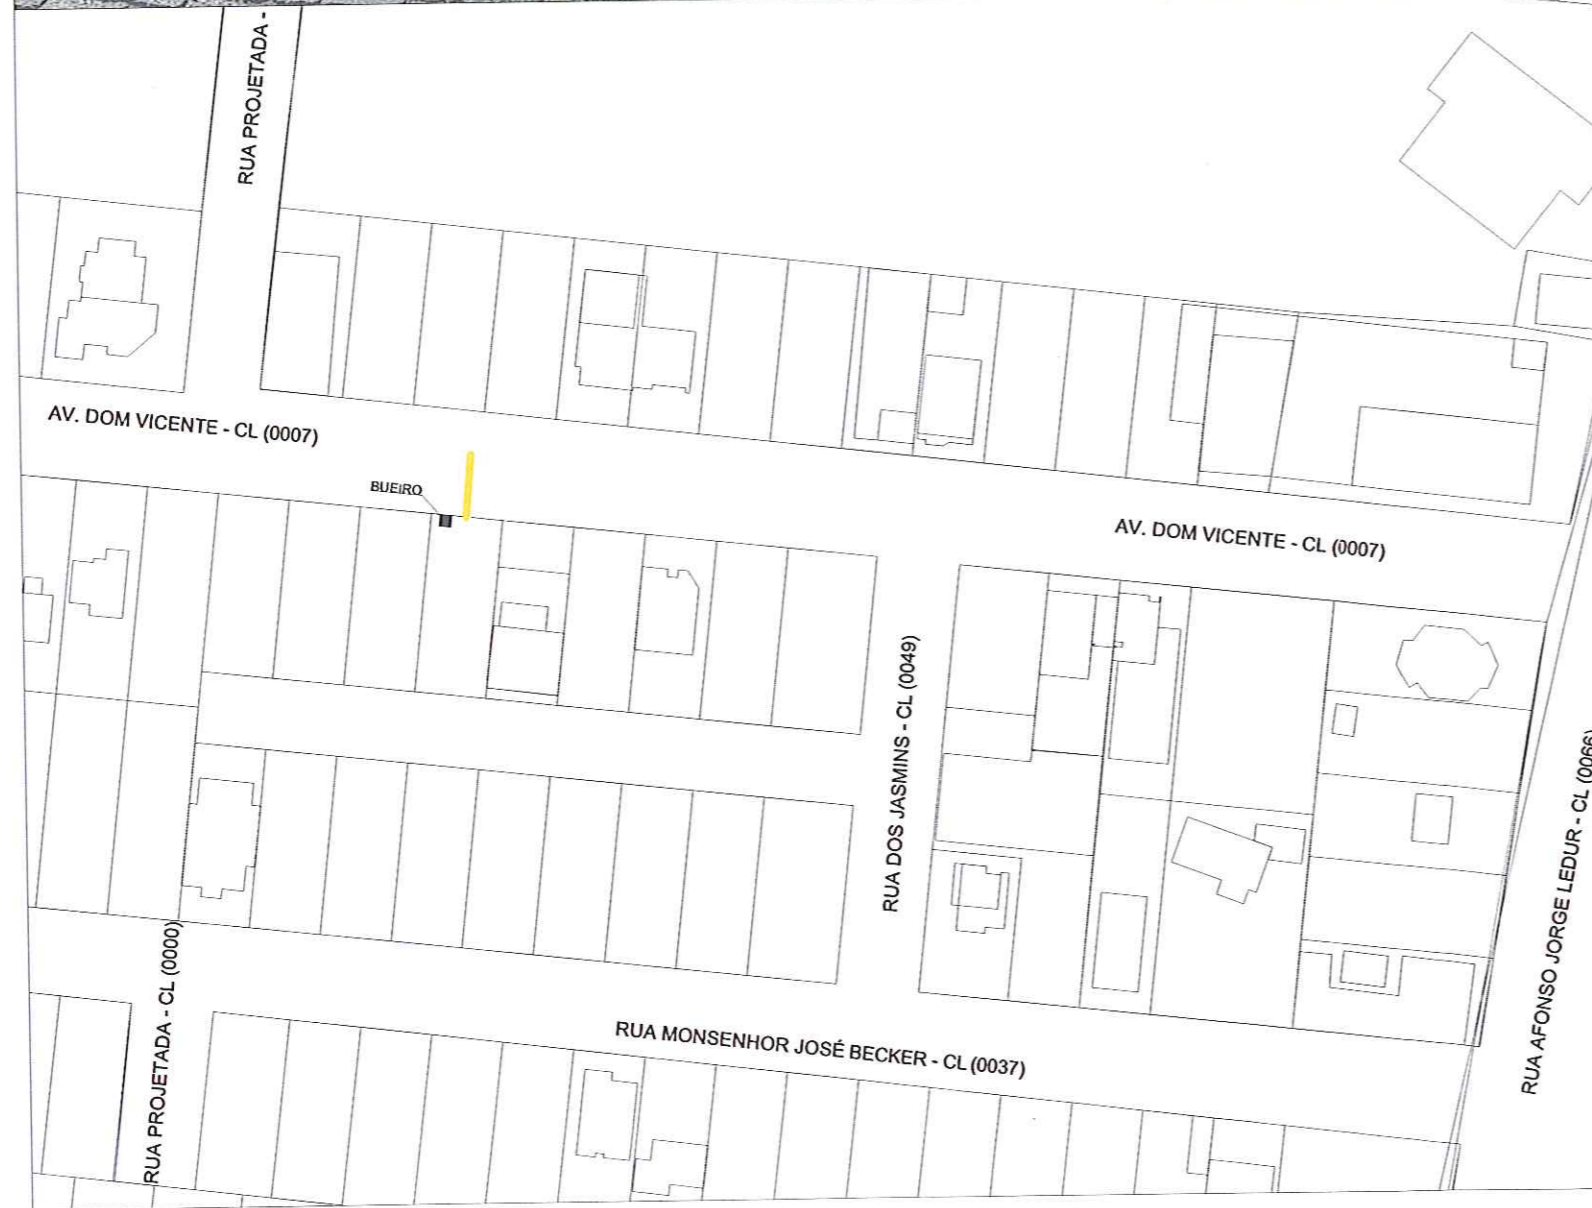 RUA PROJETADA -
AV. DOM VICENTE - CL (0007)
BUEIRO
AV. DOM VICENTE - CL (0007)
RUA DOS JASMINS - CL (0049)
RUA AFONSO JORGE LEDUR - CL (0066)
RUA PROJETADA - CL (0000)
RUA MONSENHOR JOSÉ BECKER - CL (0037)